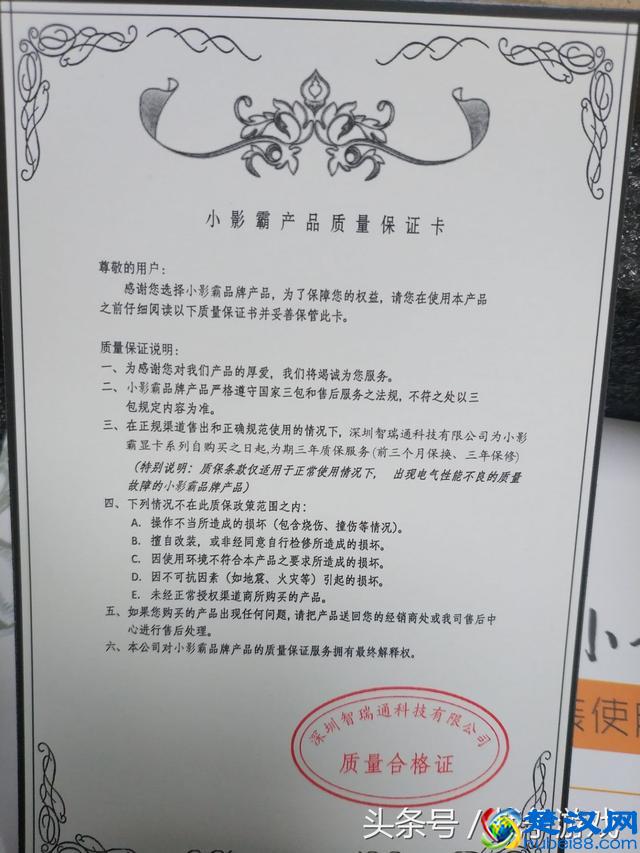 小影霸产品质量保证卡
尊敬的用户：
感谢您选择小影霸品牌产品，为了保障您的权益，请您在使用本产品
之前仔细阅读以下质量保证书并妥善保管此卡。
质量保证说明：
一、为感谢您对我们产品的厚爱，我们将竭诚为您服务。
二、小影霸品牌产品严格遵守国家三包和售后服务之法规，不符之处以三
包规定内容为准。
三、在正规渠道售出和正确规范使用的情况下，深圳智瑞通科技有限公司为小影
霸显卡系列自购买之日起,为期三年质保服务(前三个月保换、三年保修)
(特别说明：质保条款仅适用于正常使用情况下， 出现电气性能不良的质量
故障的小影霸品牌产品)
四、下列情况不在此质保政策范围之内：
A. 操作不当所造成的损坏（包含烧伤、撞伤等情况）。
B. 擅自改装，或非经同意自行检修所造成的损坏。
C. 因使用环境不符合本产品之要求所造成的损坏。
D. 因不可抗因素（如地震、火灾等）引起的损坏。
E. 未经正常授权渠道商所购买的产品。
五、如果您购买的产品出现任何问题,请把产品送回您的经销商处或我司售后中
心进行售后处理。
六、本公司对小影霸品牌产品的质量保证服务拥有最终解释权。
深圳智瑞通科技有限公司
质量合格证
小
装使用
头条号/
楚汉网
hubei88.com